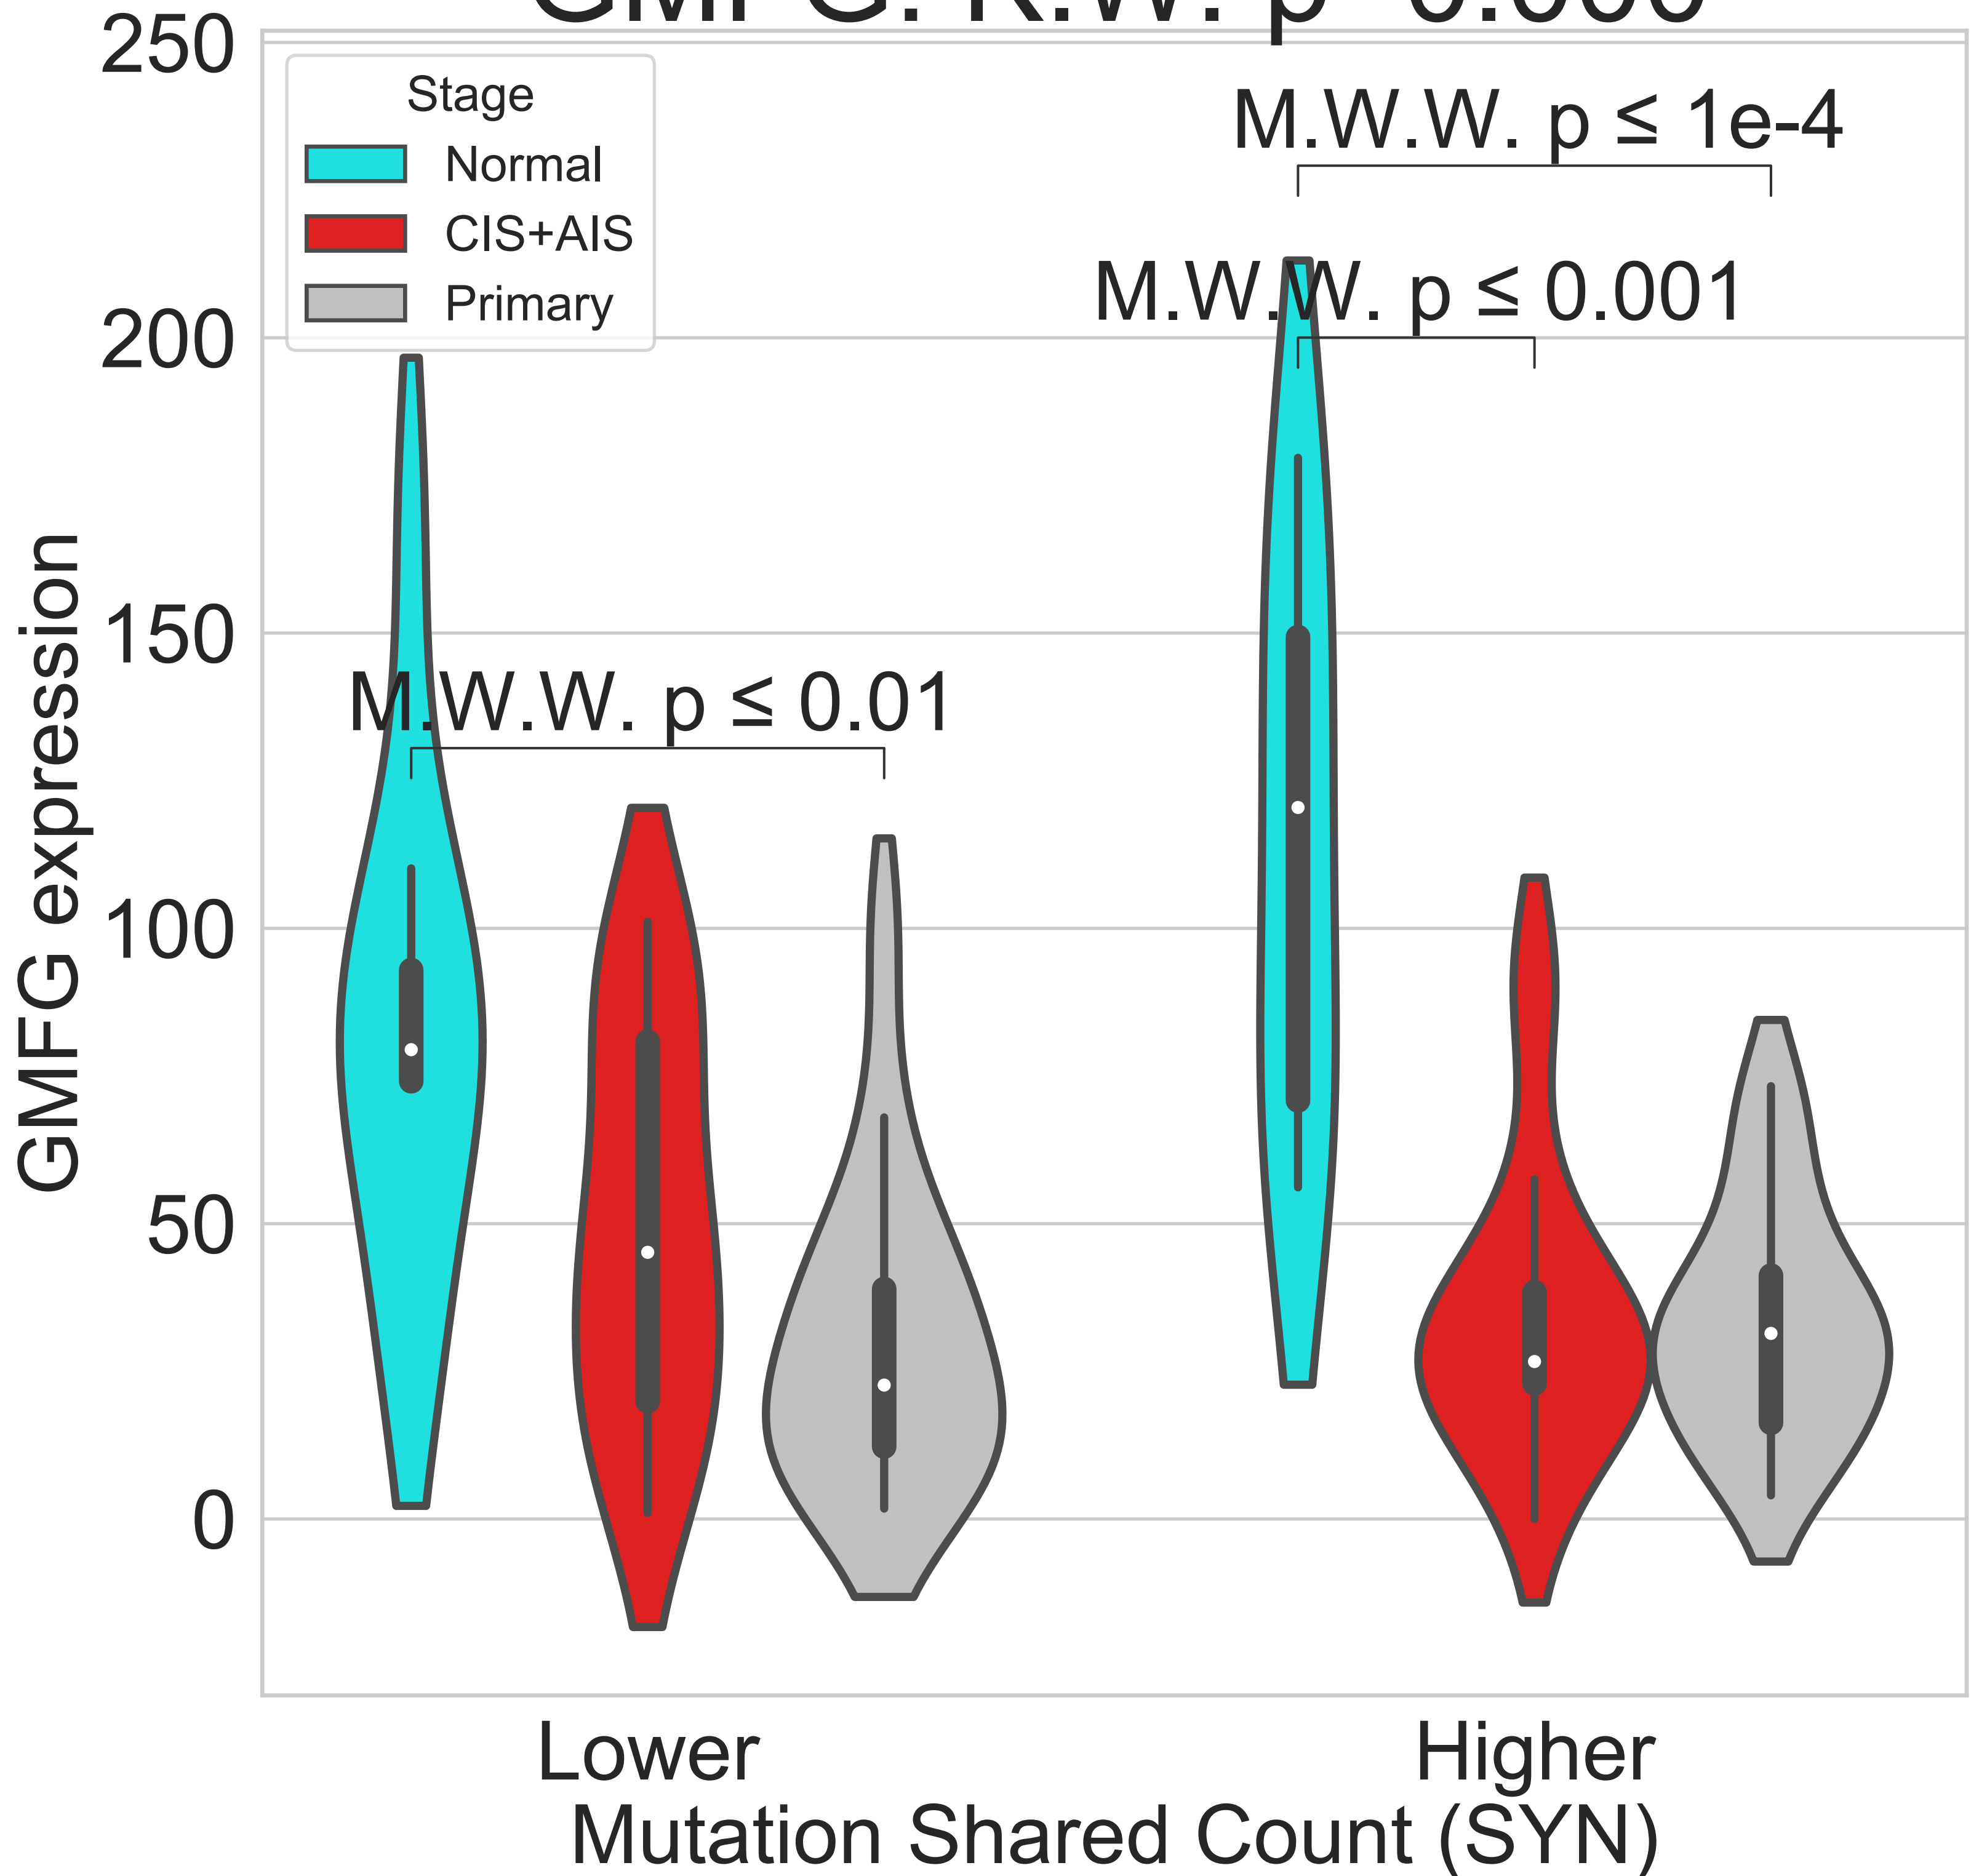 250
Stage
Normal
CIS+AIS
Primary
M.W.W. p ≤ 1e-4
M.W.W. p ≤ 0.001
200
150
M.W.W. p ≤ 0.01
100
50
0
GMFG expression
Lower
Higher
Mutation Shared Count (SYN)